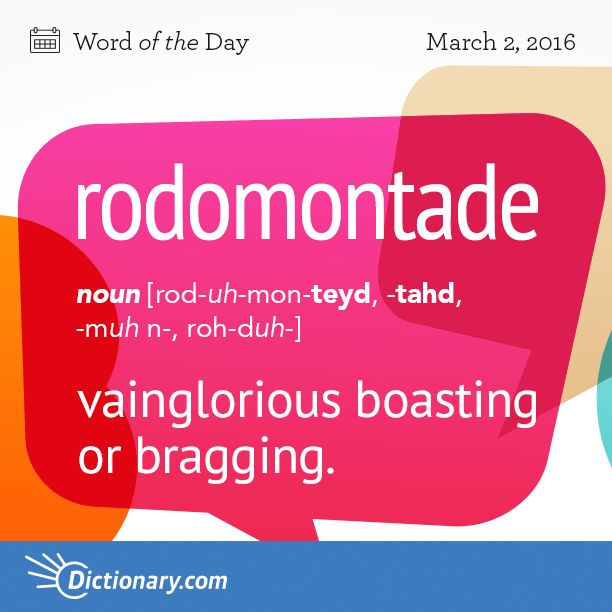 Word of the Day
March 2, 2016
rodomontade
noun [rod-uh-mon-teyd, -tahd,
-muh n-, roh-duh-]
vainglorious boasting
or bragging.
Dictionary.com